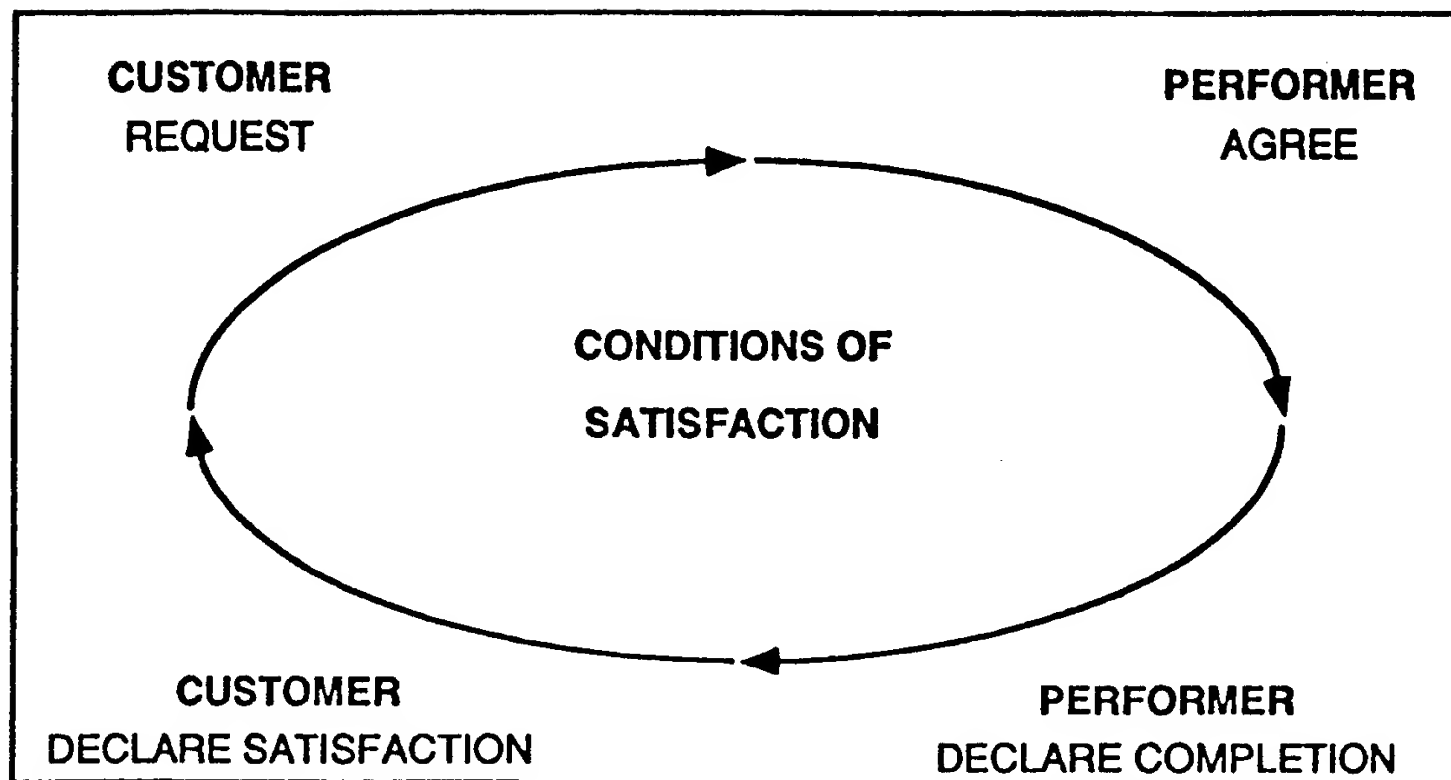 CUSTOMER
REQUEST
PERFORMER
AGREE
CONDITIONS OF
SATISFACTION
CUSTOMER
DECLARE SATISFACTION
PERFORMER
DECLARE COMPLETION